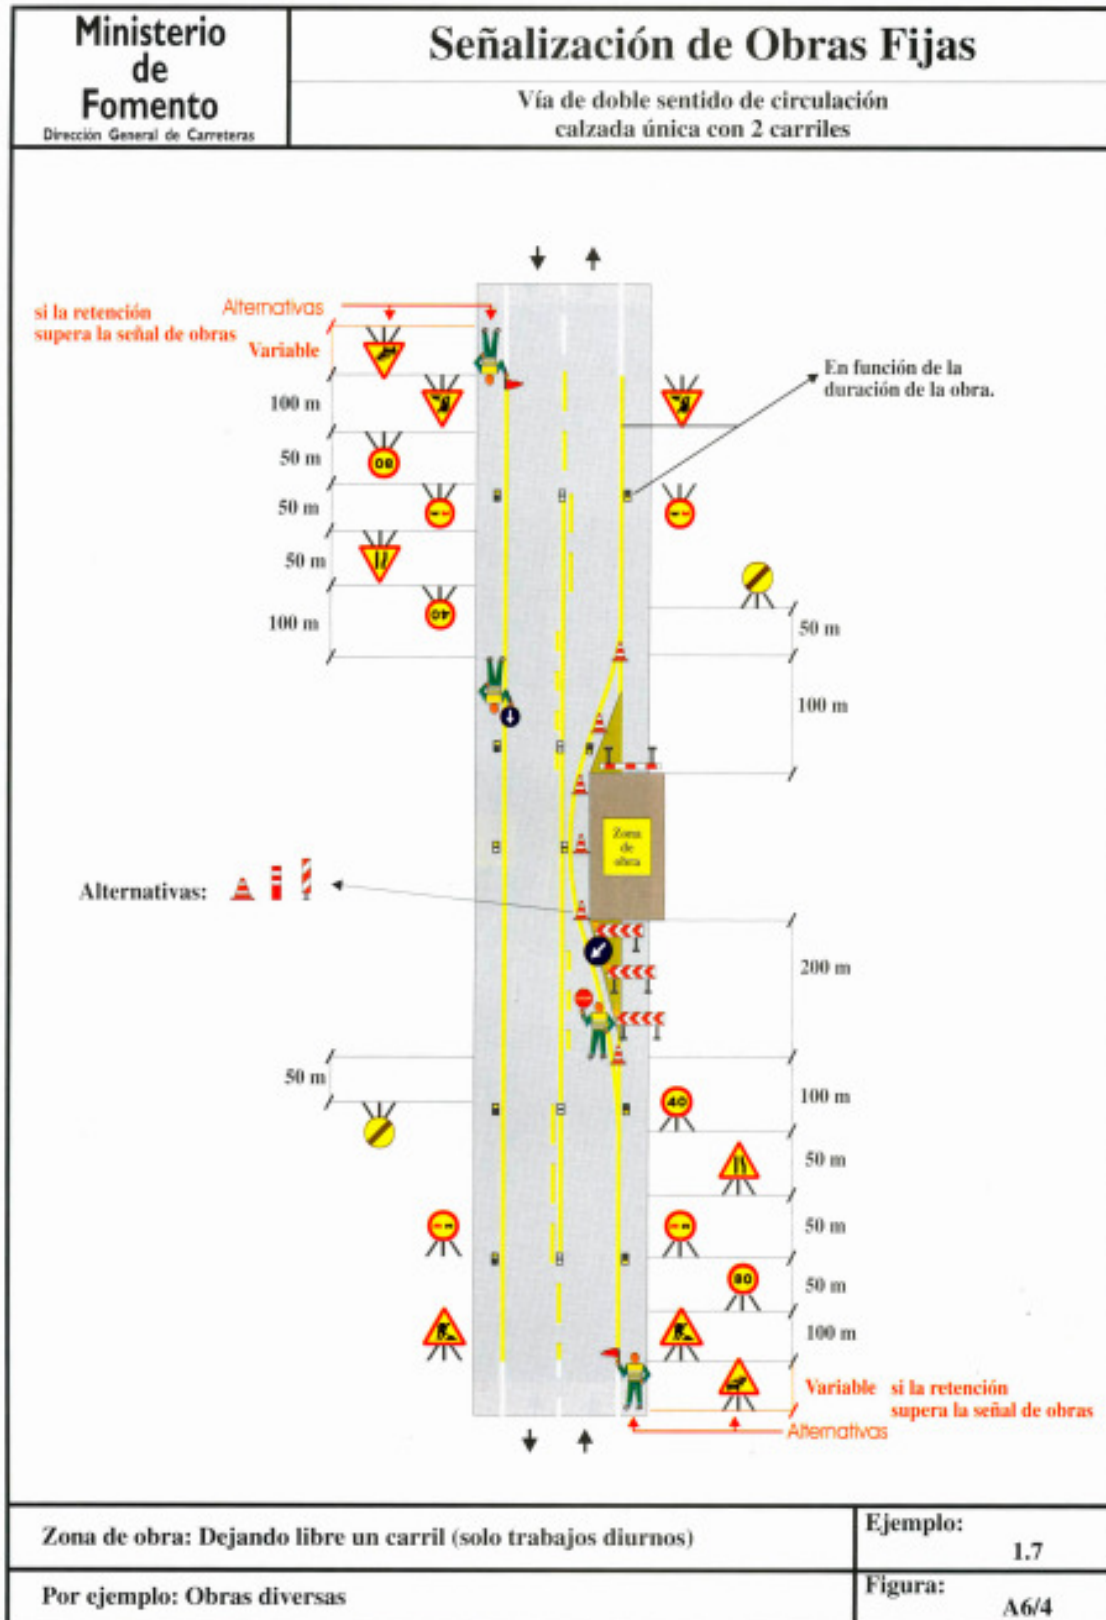 Ministerio
de
Fomento
Dirección General de Carreteras
Señalización de Obras Fijas
Vía de doble sentido de circulación
calzada única con 2 carriles
si la retención
supera la señal de obras
Alternativas
Variable
100 m
50 m
50 m
50 m
100 m
80
40
En función de la
duración de la obra.
50 m
100 m
Zona
de
obra
Alternativas:
200 m
50 m
100 m
40
50 m
50 m
80
50 m
100 m
Variable si la retención
supera la señal de obras
Alternativas
Zona de obra: Dejando libre un carril (solo trabajos diurnos)
Ejemplo:
1.7
Por ejemplo: Obras diversas
Figura:
A6/4